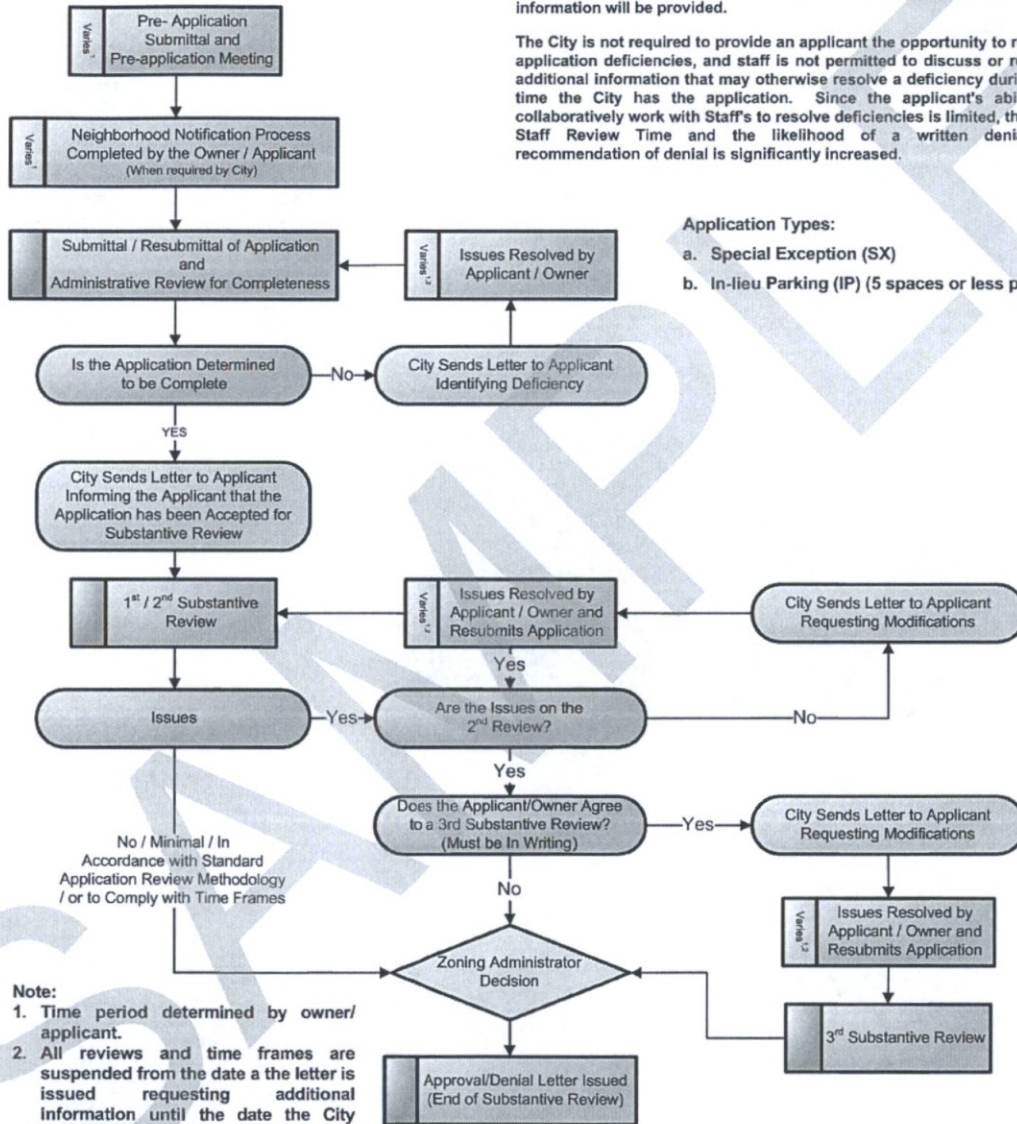 information will be provided.
The City is not required to provide an applicant the opportunity to
application deficiencies, and staff is not permitted to discuss or
additional information that may otherwise resolve a deficiency
time the City has the application. Since the applicant's
collaboratively work with Staff's to resolve deficiencies is limited,
Staff Review Time and the likelihood of a written
recommendation of denial is significantly increased.
Application Types:
a. Special Exception (SX)
b. In-lieu Parking (IP) (5 spaces or less
Varies¹
Pre- Application
Submittal and
Pre-application Meeting
Varies¹
Neighborhood Notification Process
Completed by the Owner / Applicant
(When required by City)
Submittal / Resubmittal of Application
and
Administrative Review for Completeness
Varies¹,²
Issues Resolved by
Applicant / Owner
Is the Application Determined
to be Complete
No
City Sends Letter to Applicant
Identifying Deficiency
YES
City Sends Letter to Applicant
Informing the Applicant that the
Application has been Accepted for
Substantive Review
1st / 2nd Substantive
Review
Varies¹,²
Issues Resolved by
Applicant / Owner and
Resubmits Application
City Sends Letter to Applicant
Requesting Modifications
Yes
Issues
Yes
Are the Issues on the
2nd Review?
No
Yes
Does the Applicant/Owner Agree
to a 3rd Substantive Review?
(Must be In Writing)
Yes
City Sends Letter to Applicant
Requesting Modifications
No / Minimal / In
Accordance with Standard
Application Review Methodology
/ or to Comply with Time Frames
No
Varies¹,²
Issues Resolved by
Applicant / Owner and
Resubmits Application
Zoning Administrator
Decision
3rd Substantive Review
Approval/Denial Letter Issued
(End of Substantive Review)
Note:
1. Time period determined by owner/
applicant.
2. All reviews and time frames are
suspended from the date a the letter is
issued requesting additional
information until the date the City
SAMPLE